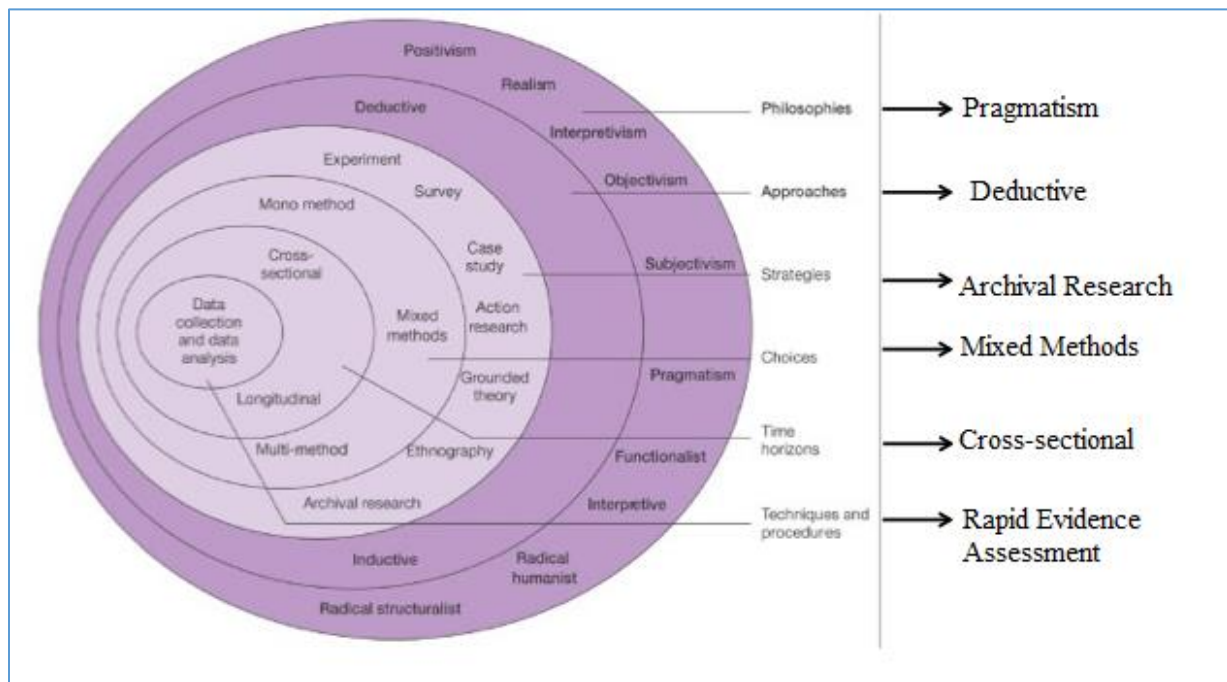 Positivism
Realism
Philosophies
Pragmatism
Deductive
Interpretivism
Experiment
Objectivism
Survey
Approaches
Deductive
Mono method
Cross-
sectional
Case
study
Subjectivism
Strategies
Archival Research
Data
collection
and data
analysis
Mixed
methods
Action
research
Choices
Mixed Methods
Grounded
theory
Pragmatism
Longitudinal
Multi-method
Ethnography
Functionalist
Time
horizons
Cross-sectional
Archival research
Interpretive
Techniques and
procedures
Rapid Evidence
Assessment
Inductive
Radical
humanist
Radical structuralist